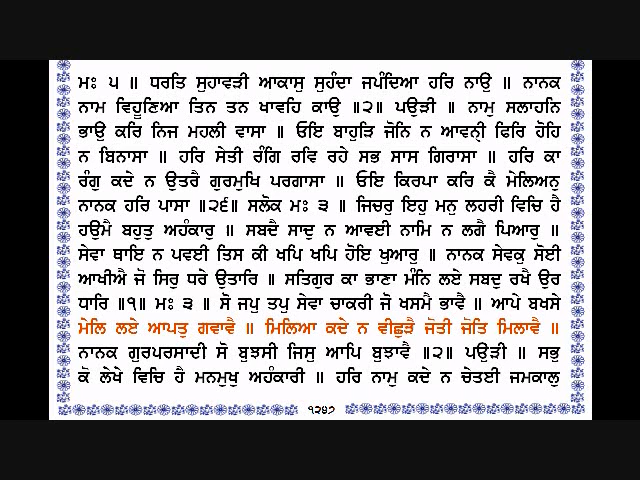 ਮਃ ੫ ॥ ਧਰਤਿ ਸੁਹਾਵੜੀ ਆਕਾਸੁ ਸੁਹੰਦਾ ਜਪੰਦਿਆ ਹਰਿ ਨਾਉ ॥ ਨਾਨਕ
ਨਾਮ ਵਿਹੂਣਿਆ ਤਿਨ ਤਨ ਖਾਵਹਿ ਕਾਉ ॥੨॥ ਪਉੜੀ ॥ ਨਾਮੁ ਸਲਾਹਨਿ
ਭਾਉ ਕਰਿ ਨਿਜ ਮਹਲੀ ਵਾਸਾ ॥ ਓਇ ਬਾਹੁੜਿ ਜੋਨਿ ਨ ਆਵਨੀ ਫਿਰਿ ਹੋਹਿ
ਨ ਬਿਨਾਸਾ ॥ ਹਰਿ ਸੇਤੀ ਰੰਗਿ ਰਵਿ ਰਹੇ ਸਭ ਸਾਸ ਗਿਰਾਸਾ ॥ ਹਰਿ ਕਾ
ਰੰਗੁ ਕਦੇ ਨ ਉਤਰੈ ਗੁਰਮੁਖਿ ਪਰਗਾਸਾ ॥ ਓਇ ਕਿਰਪਾ ਕਰਿ ਕੈ ਮੇਲਿਅਨੁ
ਨਾਨਕ ਹਰਿ ਪਾਸਾ ॥੨੬॥ ਸਲੋਕ ਮਃ ੩ ॥ ਜਿਚਰੁ ਇਹੁ ਮਨੁ ਲਹਰੀ ਵਿਚਿ ਹੈ
ਹਉਮੈ ਬਹੁਤੁ ਅਹੰਕਾਰੁ ॥ ਸਬਦੈ ਸਾਦੁ ਨ ਆਵਈ ਨਾਮਿ ਨ ਲਗੈ ਪਿਆਰੁ ॥
ਸੇਵਾ ਥਾਇ ਨ ਪਵਈ ਤਿਸ ਕੀ ਖਪਿ ਖਪਿ ਹੋਇ ਖੁਆਰੁ ॥ ਨਾਨਕ ਸੇਵਕੁ ਸੋਈ
ਆਖੀਐ ਜੋ ਸਿਰੁ ਧਰੇ ਉਤਾਰਿ ॥ ਸਤਿਗੁਰ ਕਾ ਭਾਣਾ ਮੰਨਿ ਲਏ ਸਬਦੁ ਰਖੈ ਉਰ
ਧਾਰਿ ॥੧॥ ਮਃ ੩ ॥ ਸੋ ਜਪੁ ਤਪੁ ਸੇਵਾ ਚਾਕਰੀ ਜੋ ਖਸਮੈ ਭਾਵੈ ॥ ਆਪੇ ਬਖਸੇ
ਮੇਲਿ ਲਏ ਆਪਤੁ ਗਵਾਵੈ ॥ ਮਿਲਿਆ ਕਦੇ ਨ ਵੀਛੁੜੈ ਜੋਤੀ ਜੋਤਿ ਮਿਲਾਵੈ ॥
ਨਾਨਕ ਗੁਰਪਰਸਾਦੀ ਸੋ ਬੁਝਸੀ ਜਿਸੁ ਆਪਿ ਬੁਝਾਵੈ ॥੨॥ ਪਉੜੀ ॥ ਸਭੁ
ਕੋ ਲੇਖੇ ਵਿਚਿ ਹੈ ਮਨਮੁਖੁ ਅਹੰਕਾਰੀ ॥ ਹਰਿ ਨਾਮੁ ਕਦੇ ਨ ਚੇਤਈ ਜਮਕਾਲੁ
੧੨੪੭